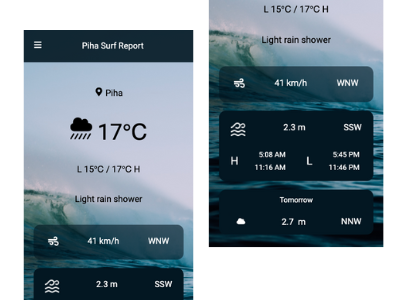 Piha Surf Report
Piha
17°C
L 15°C / 17°C H
Light rain shower
41 km/h WNW
2.3 m SSW
L 15°C / 17°C H
Light rain shower
41 km/h WNW
2.3 m SSW
H 5:08 AM L 5:45 PM
11:16 AM 11:46 PM
Tomorrow
2.7 m NNW